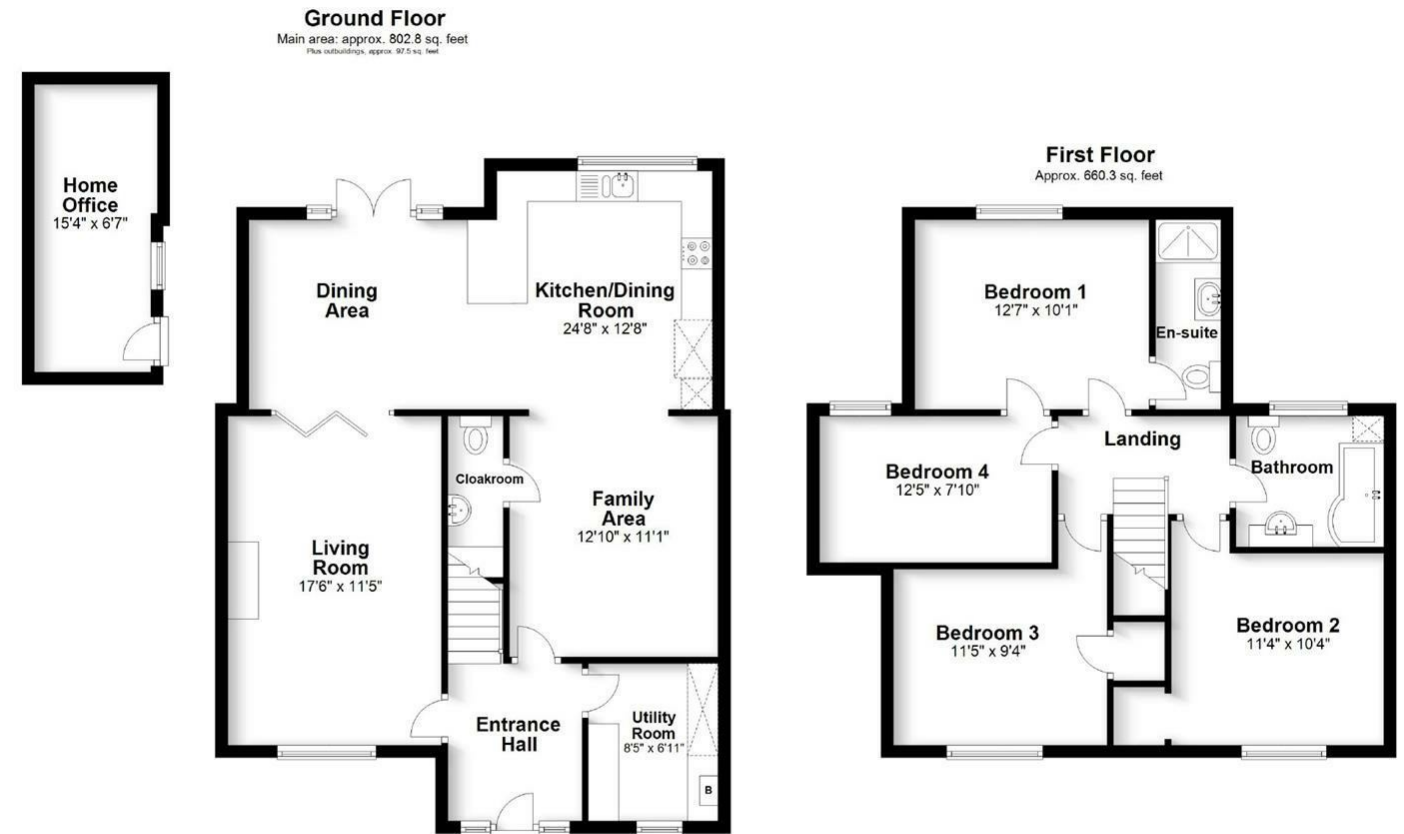 Ground Floor
Main area: approx. 802.8 sq. feet
Plus outbuildings, approx. 97.5 sq. feet
Home
Office
15'4" x 6'7"
Dining
Area
Kitchen/Dining
Room
24'8" x 12'8"
Living
Room
17'6" x 11'5"
Cloakroom
Family
Area
12'10" x 11'1"
Entrance
Hall
Utility
Room
8'5" x 6'11"
B
First Floor
Approx. 660.3 sq. feet
Bedroom 1
12'7" x 10'1"
En-suite
Landing
Bedroom 4
12'5" x 7'10"
Bathroom
Bedroom 3
11'5" x 9'4"
Bedroom 2
11'4" x 10'4"